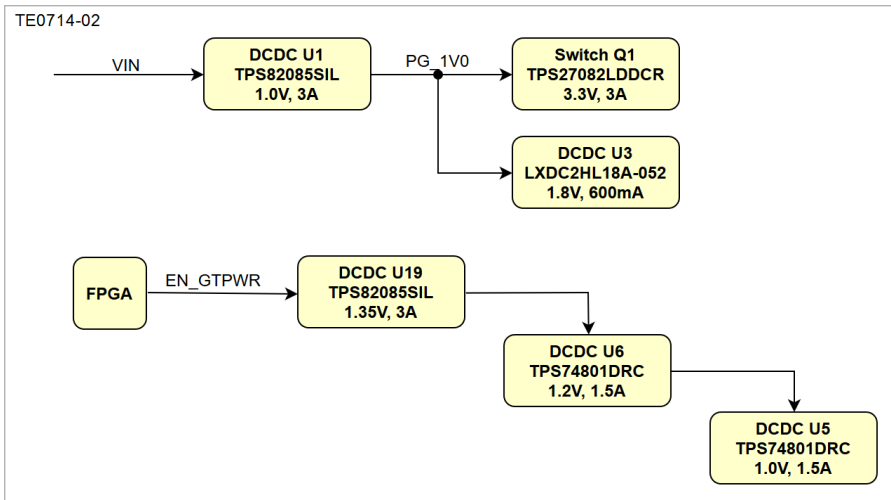 TE0714-02
VIN
DCDC U1
TPS82085SIL
1.0V, 3A
PG_1V0
Switch Q1
TPS27082LDDCR
3.3V, 3A
DCDC U3
LXDC2HL18A-052
1.8V, 600mA
FPGA
EN_GTPWR
DCDC U19
TPS82085SIL
1.35V, 3A
DCDC U6
TPS74801DRC
1.2V, 1.5A
DCDC U5
TPS74801DRC
1.0V, 1.5A